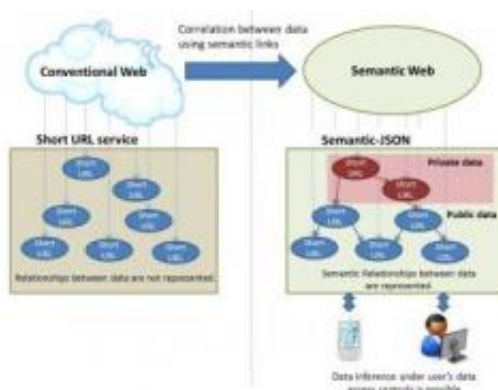 Correlation between data
using semantic links
Conventional Web
Semantic Web
Short URL service
Semantic-JSON
Short
URL
Short
URL
Short
URL
Short
URL
Short
URL
Short
URL
Short
URL
Relationships between data are not represented.
Short
URL
Private data
Short
URL
Short
URL
Short
URL
Public data
Short
URL
Short
URL
Short
URL
Semantic Relationships between data
are represented.
Data inference under user's data
access controls is possible